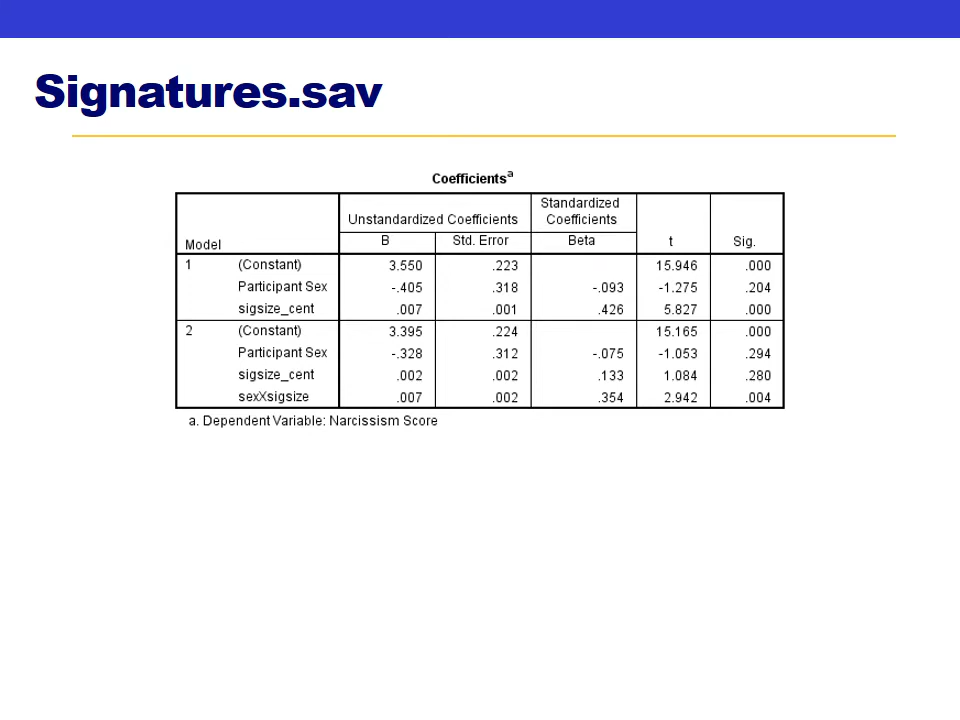 Signatures.sav
Coefficientsa
Model Unstandardized Coefficients Standardized Coefficients t Sig.
B Std. Error Beta
1 (Constant) 3.550 .223 15.946 .000
Participant Sex -.405 .318 -.093 -1.275 .204
sigsize_cent .007 .001 .426 5.827 .000
2 (Constant) 3.395 .224 15.165 .000
Participant Sex -.328 .312 -.075 -1.053 .294
sigsize_cent .002 .002 .133 1.084 .280
sexXsigsize .007 .002 .354 2.942 .004
a. Dependent Variable: Narcissism Score